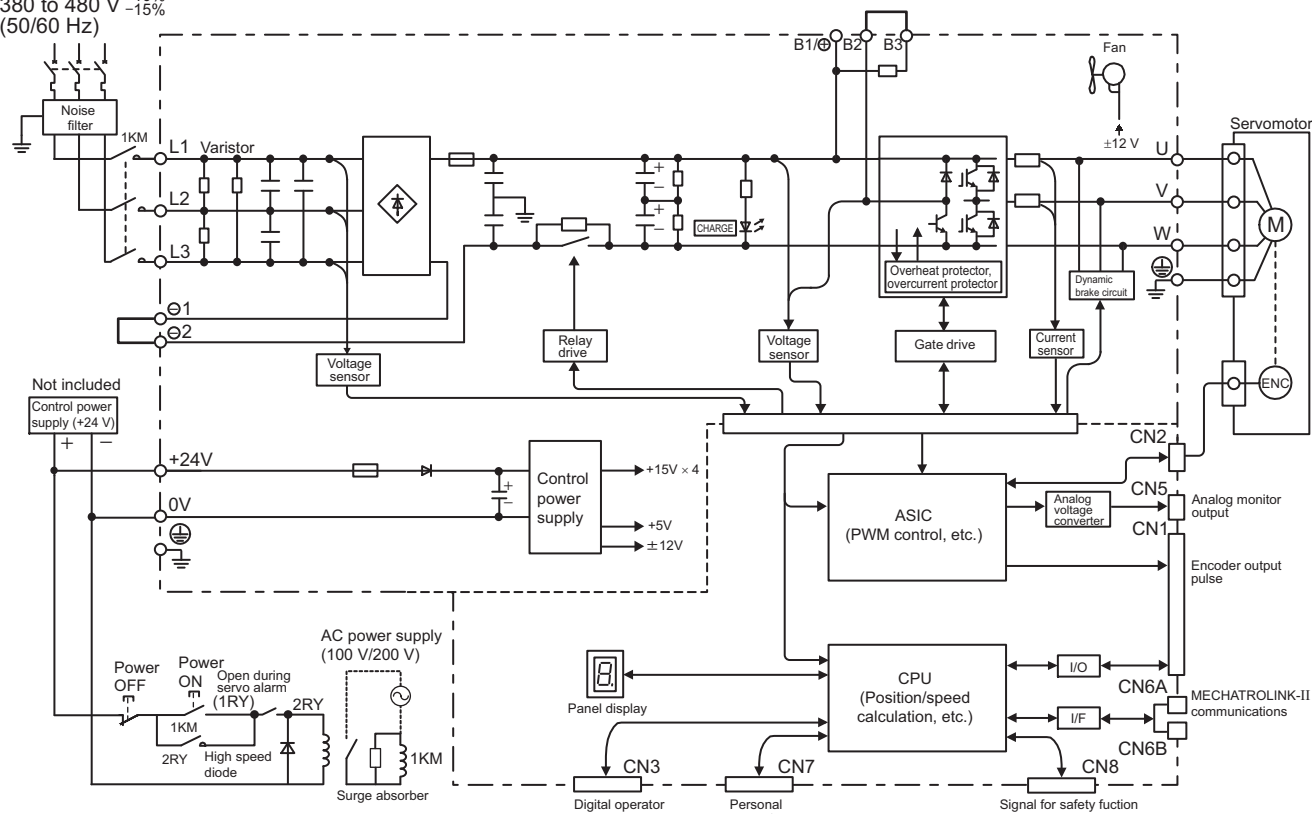 380 to 480 V –15%
(50/60 Hz)
B1/⊕ B2 B3
Fan
±12 V
Noise
filter
1KM
Servomotor
L1 Varistor
U
L2
V
CHARGE
W
M
L3
Overheat protector,
overcurrent protector
Dynamic
brake circuit
⊖1
⊖2
Relay
drive
Voltage
sensor
Gate drive
Current
sensor
Voltage
sensor
ENC
Not included
Control power
supply (+24 V)
+ −
CN2
+24V
+
−
Control
power
supply
+15V × 4
+5V
±12V
0V
ASIC
(PWM control, etc.)
Analog
voltage
converter
CN5
Analog monitor
output
CN1
Encoder output
pulse
AC power supply
(100 V/200 V)
Power
OFF
Power
ON
Open during
servo alarm
(1RY)
2RY
1KM
2RY
High speed
diode
1KM
Surge absorber
8.
Panel display
CPU
(Position/speed
calculation, etc.)
I/O
CN6A
I/F
MECHATROLINK-II
communications
CN6B
CN3
CN7
CN8
Digital operator
Personal
Signal for safety fuction